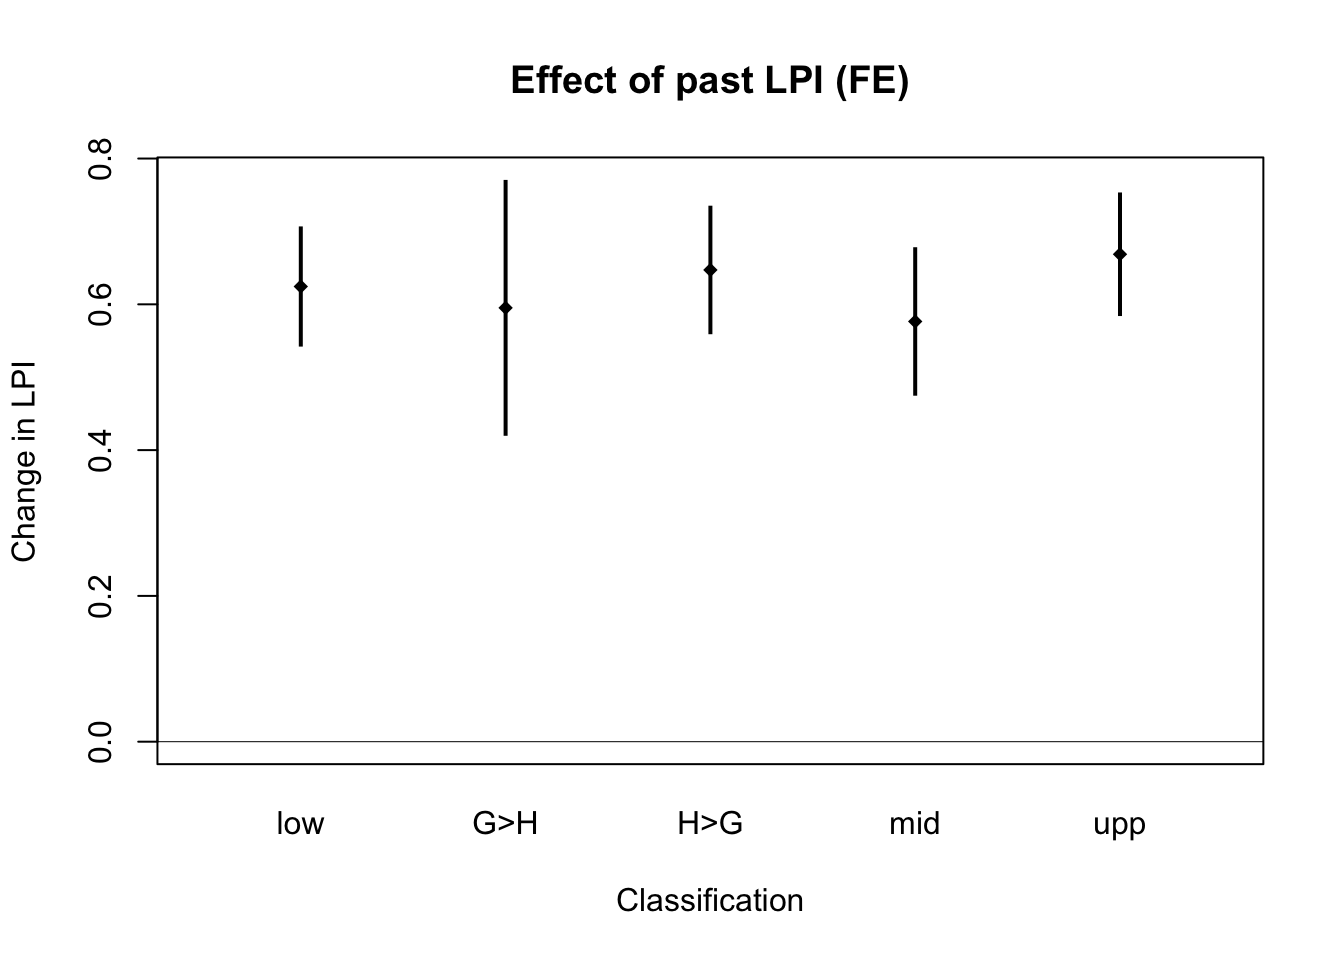 Effect of past LPI (FE)
Change in LPI
0.8
0.6
0.4
0.2
0.0
low G>H H>G mid upp
Classification